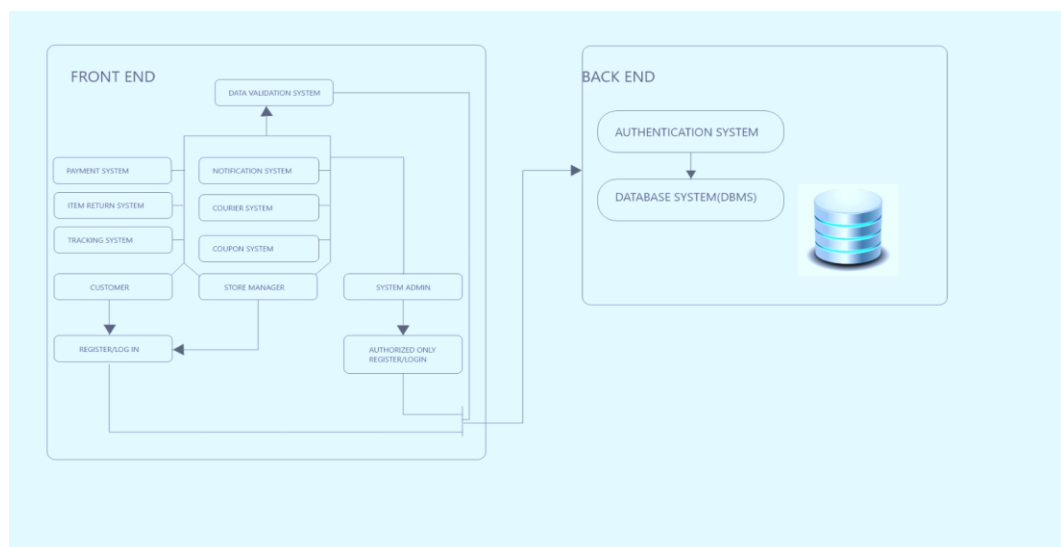 FRONT END
DATA VALIDATION SYSTEM
PAYMENT SYSTEM
NOTIFICATION SYSTEM
ITEM RETURN SYSTEM
COURIER SYSTEM
TRACKING SYSTEM
COUPON SYSTEM
CUSTOMER
STORE MANAGER
SYSTEM ADMIN
REGISTER/LOG IN
AUTHORIZED ONLY
REGISTER/LOGIN
BACK END
AUTHENTICATION SYSTEM
DATABASE SYSTEM(DBMS)